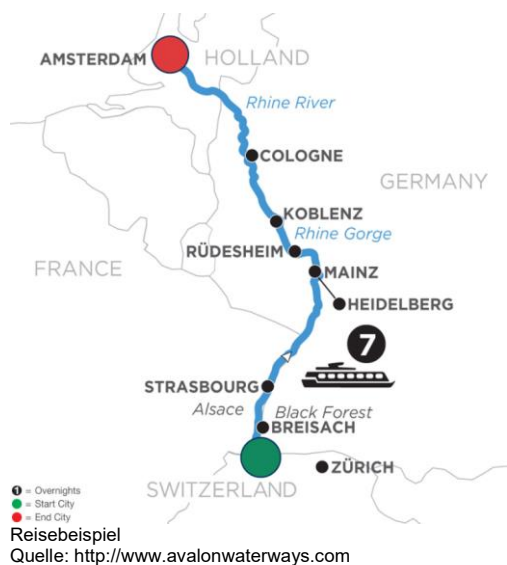 AMSTERDAM
HOLLAND
Rhine River
COLOGNE
GERMANY
KOBLENZ
Rhine Gorge
RÜDESHEIM
FRANCE
MAINZ
HEIDELBERG
7
STRASBOURG
Alsace
Black Forest
BREISACH
ZÜRICH
SWITZERLAND
1 = Overnights
= Start City
= End City
Reisebeispiel
Quelle: http://www.avalonwaterways.com